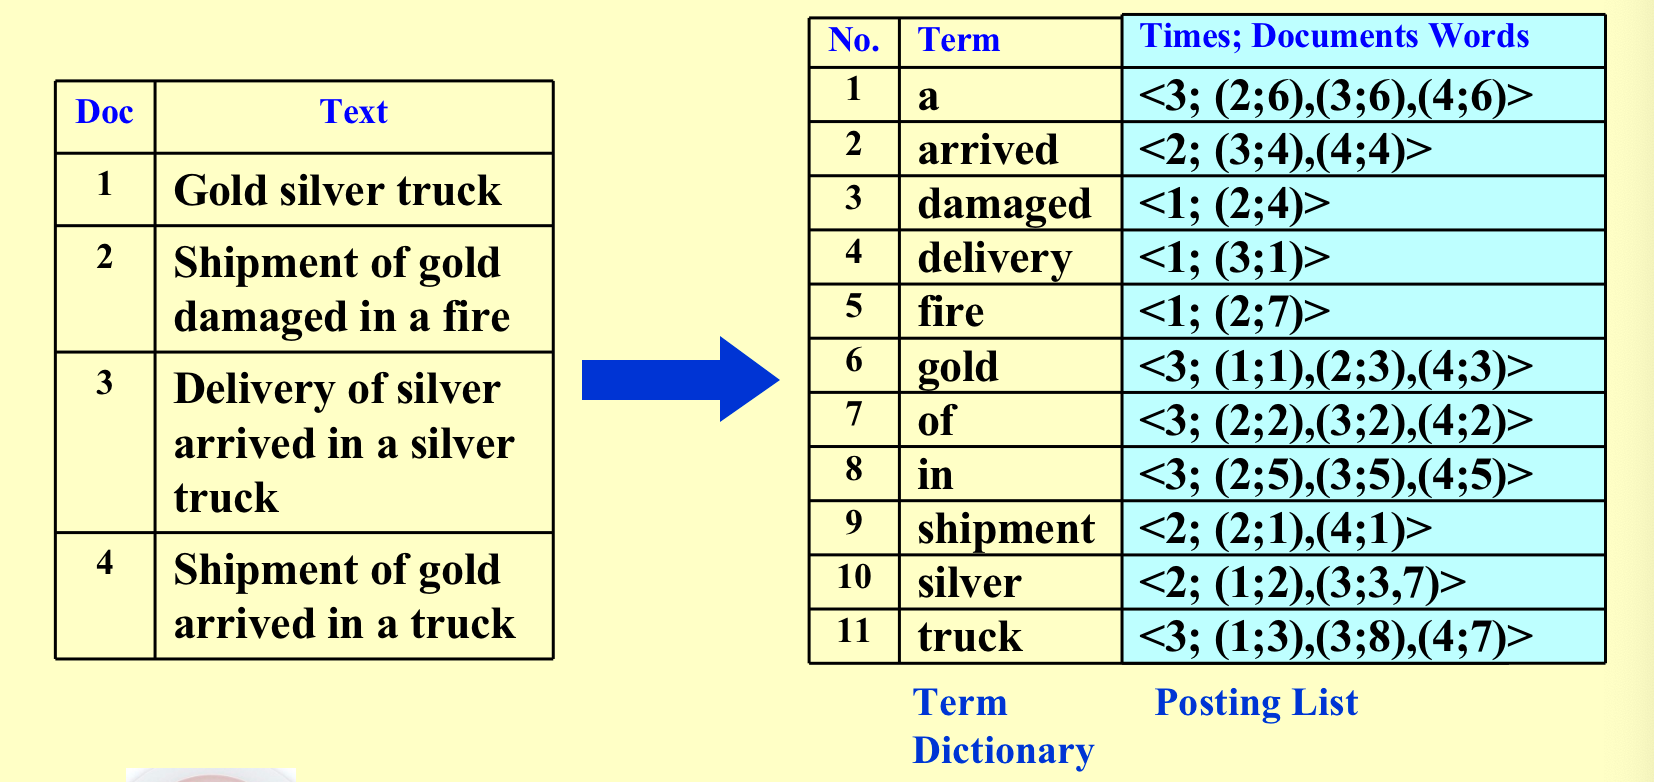 Doc Text
1 Gold silver truck
2 Shipment of gold
damaged in a fire
3 Delivery of silver
arrived in a silver
truck
4 Shipment of gold
arrived in a truck
No. Term Times; Documents Words
1 a <3; (2;6),(3;6),(4;6)>
2 arrived <2; (3;4),(4;4)>
3 damaged <1; (2;4)>
4 delivery <1; (3;1)>
5 fire <1; (2;7)>
6 gold <3; (1;1),(2;3),(4;3)>
7 of <3; (2;2),(3;2),(4;2)>
8 in <3; (2;5),(3;5),(4;5)>
9 shipment <2; (2;1),(4;1)>
10 silver <2; (1;2),(3;3,7)>
11 truck <3; (1;3),(3;8),(4;7)>
Term Posting List
Dictionary